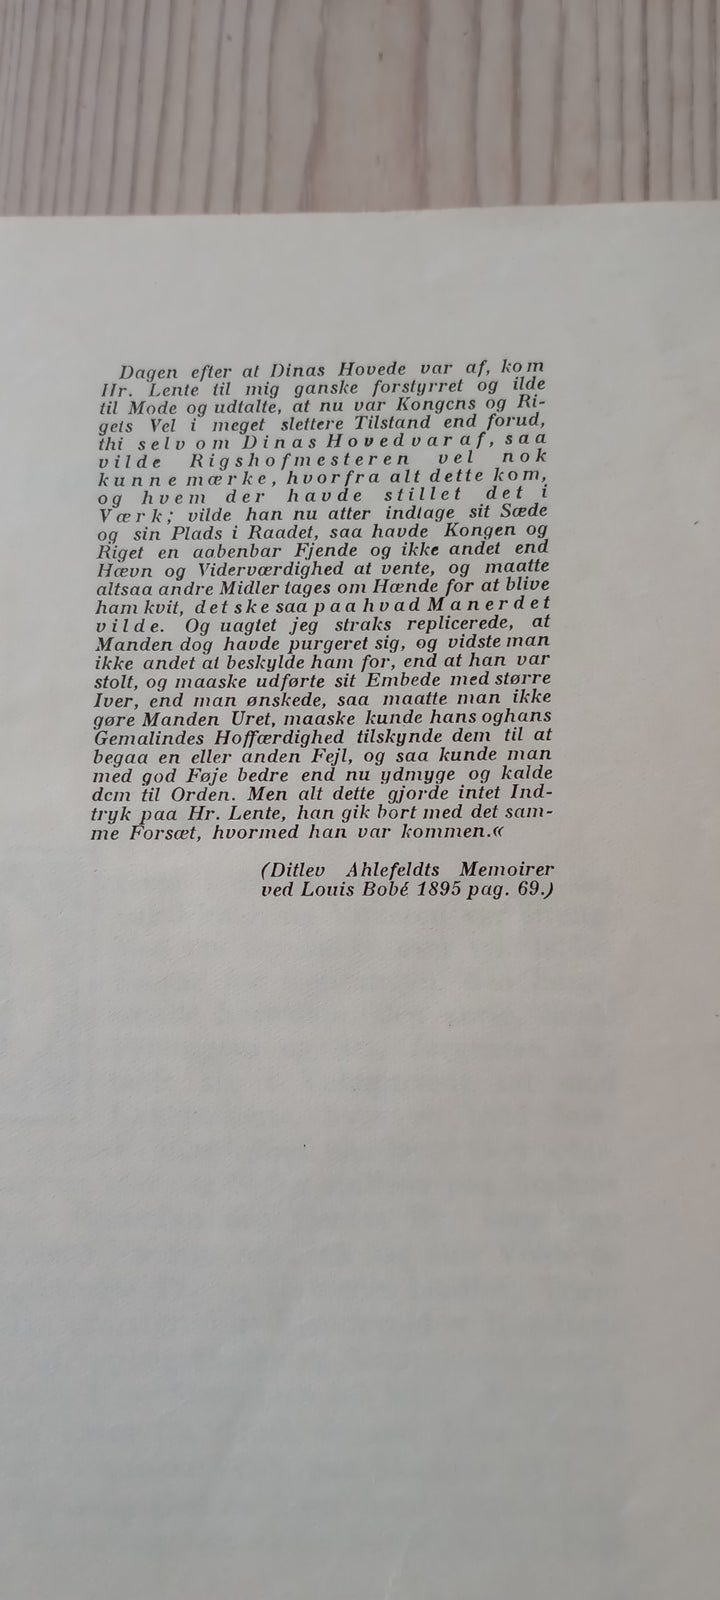 Dagen efter at Dinas Hovede var af, kom
Hr. Lente til mig ganske forstyrret og ilde
til Mode og udtalte, at nu var Kongens og Ri-
gets Vel i meget slettere Tilstand end forud,
thi selv om Dinas Hoved var af, saa
vilde Rigshofmesteren vel nok
kunne mærke, hvorfra alt dette kom,
og hvem der havde stillet det i
Værk; vilde han nu atter indtage sit Sæde
og sin Plads i Raadet, saa havde Kongen og
Riget en aabenbar Fjende og ikke andet end
Hævn og Viderværdighed at vente, og maatte
altsaa andre Midler tages om Hænde for at blive
ham kvit, det ske saa paa hvad Maner det
vilde. Og uagtet jeg straks replicerede, at
Manden dog havde purgeret sig, og vidste man
ikke andet at beskylde ham for, end at han var
stolt, og maaske udførte sit Embede med større
Iver, end man ønskede, saa maatte man ikke
gøre Manden Uret, maaske kunde hans og hans
Gemalindes Hoffærdighed tilskynde dem til at
begaa en eller anden Fejl, og saa kunde man
med god Føje bedre end nu ydmyge og kalde
dem til Orden. Men alt dette gjorde intet Ind-
tryk paa Hr. Lente, han gik bort med det sam-
me Forsæt, hvormed han var kommen.«
(Ditlev Ahlefeldts Memoirer
ved Louis Bobé 1895 pag. 69.)